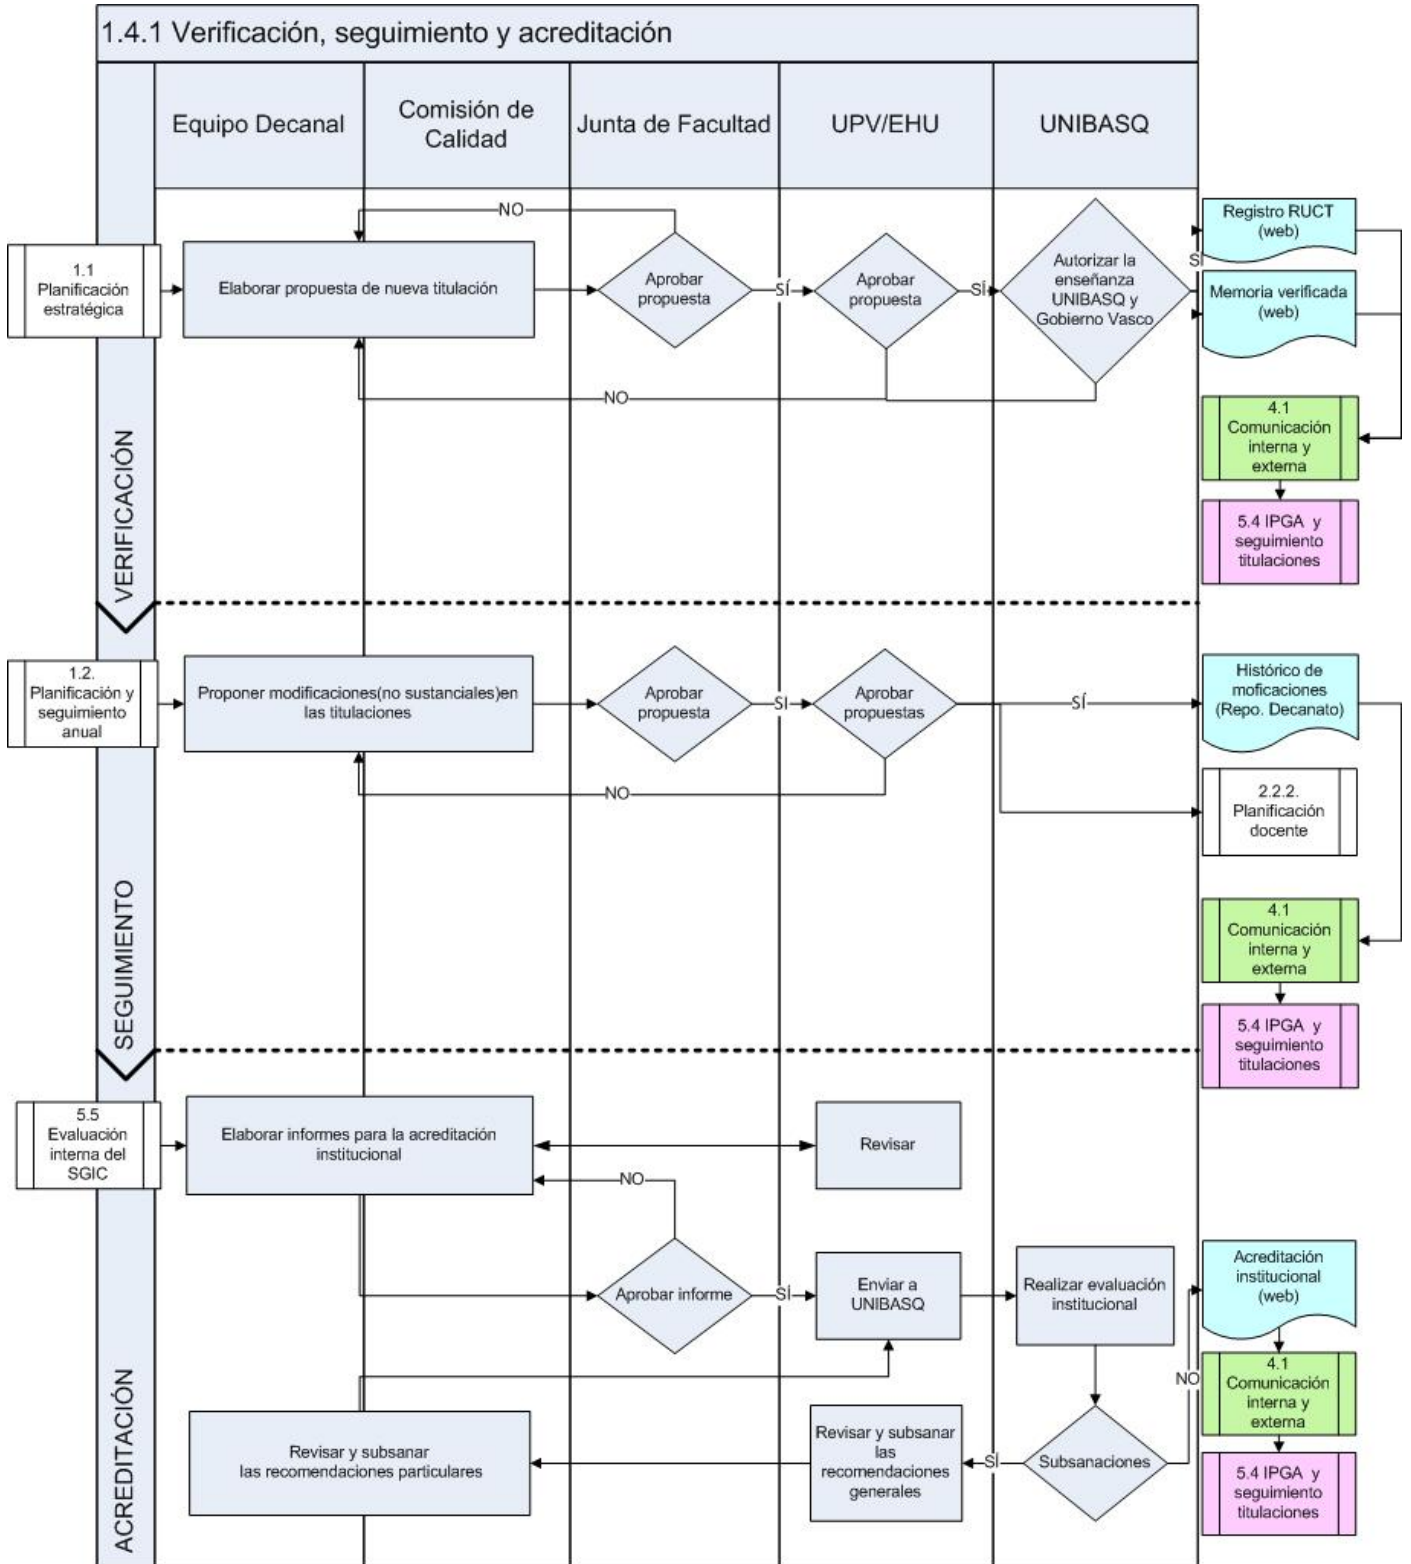 1.4.1 Verificación, seguimiento y acreditación
Equipo Decanal
Comisión de
Calidad
Junta de Facultad
UPV/EHU
UNIBASQ
VERIFICACIÓN
1.1
Planificación
estratégica
Elaborar propuesta de nueva titulación
NO
Aprobar
propuesta
SÍ
Aprobar
propuesta
SÍ
Autorizar la
enseñanza
UNIBASQ y
Gobierno Vasco
SÍ
NO
Registro RUCT
(web)
Memoria verificada
(web)
4.1
Comunicación
interna y
externa
5.4 IPGA y
seguimiento
titulaciones
SEGUIMIENTO
1.2.
Planificación y
seguimiento
anual
Proponer modificaciones(no sustanciales)en
las titulaciones
Aprobar
propuesta
SI
Aprobar
propuestas
SÍ
NO
Histórico de
moficaciones
(Repo. Decanato)
2.2.2.
Planificación
docente
4.1
Comunicación
interna y
externa
5.4 IPGA y
seguimiento
titulaciones
ACREDITACIÓN
5.5
Evaluación
interna del
SGIC
Elaborar informes para la acreditación
institucional
Revisar
NO
Aprobar informe
SÍ
Enviar a
UNIBASQ
Realizar evaluación
institucional
Subsanaciones
SÍ
NO
Revisar y subsanar
las
recomendaciones
generales
Revisar y subsanar
las recomendaciones particulares
Acreditación
institucional
(web)
4.1
Comunicación
interna y
externa
5.4 IPGA y
seguimiento
titulaciones